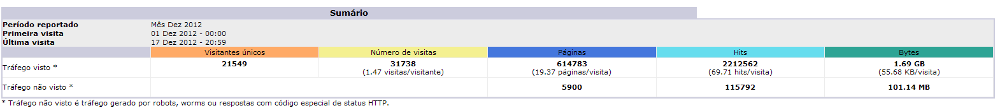 Sumário
Período reportado Mês Dez 2012
Primeira visita 01 Dez 2012 - 00:00
Última visita 17 Dez 2012 - 20:59
Visitantes únicos Número de visitas Páginas Hits Bytes
Tráfego visto * 21549 31738 614783 2212562 1.69 GB
(1.47 visitas/visitante) (19.37 páginas/visita) (69.71 hits/visita) (55.68 KB/visita)
Tráfego não visto * 5900 115792 101.14 MB
* Tráfego não visto é tráfego gerado por robots, worms ou respostas com código especial de status HTTP.